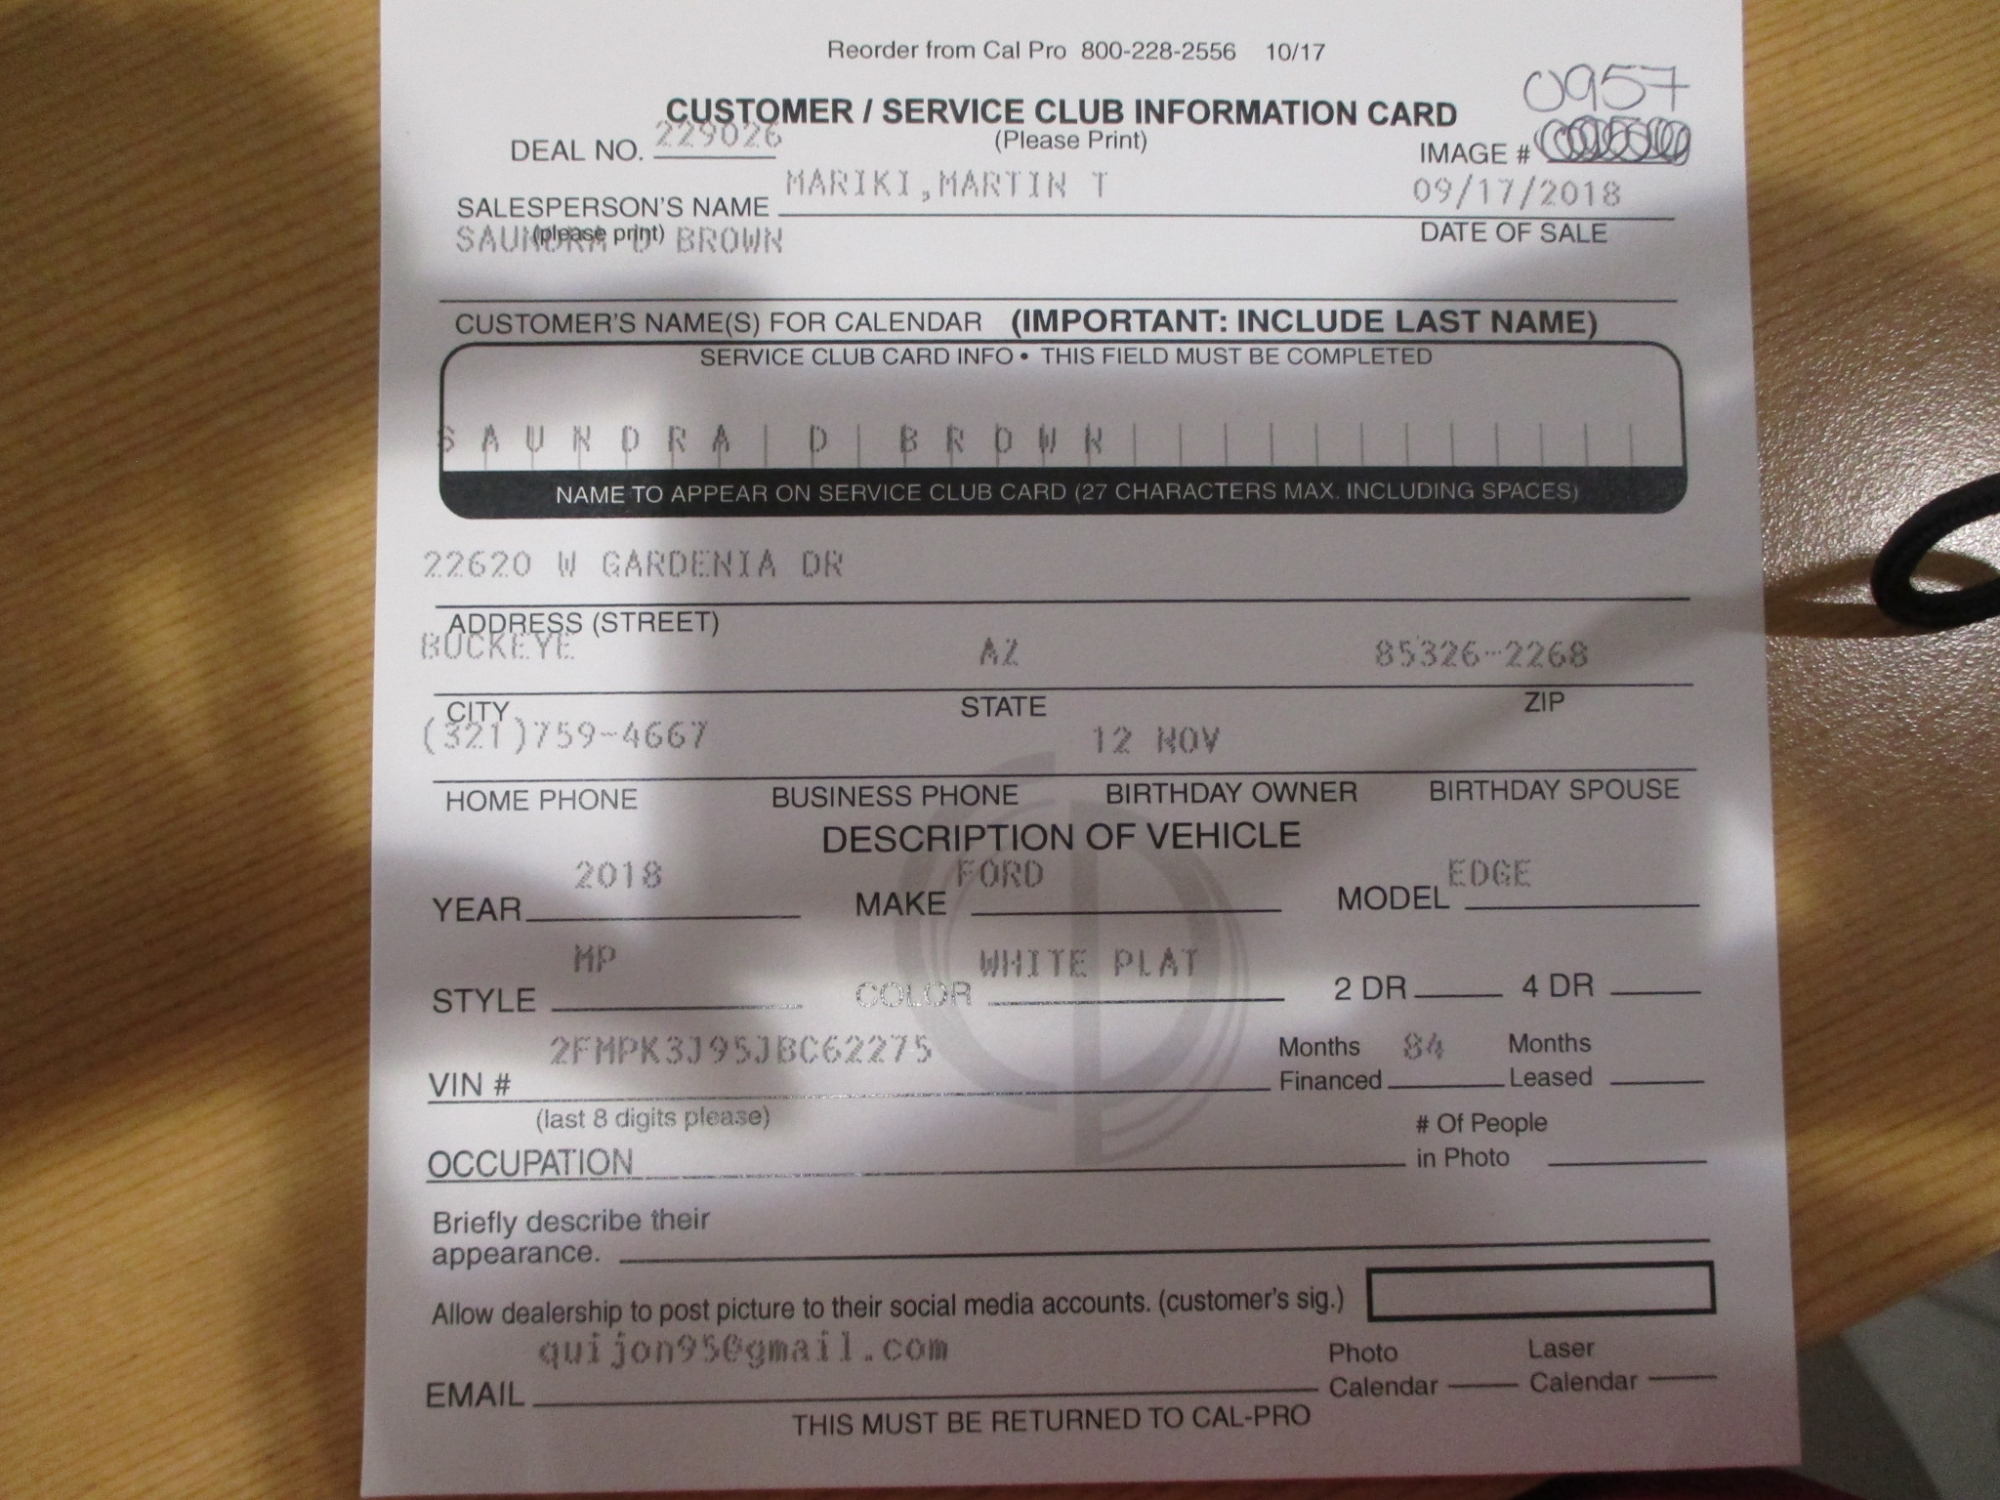 Reorder from Cal Pro 800-228-2556 10/17
0957
CUSTOMER / SERVICE CLUB INFORMATION CARD
DEAL NO. 229026 (Please Print) IMAGE #
SALESPERSON'S NAME MARIKI,MARTIN T 09/17/2018
(please print) DATE OF SALE
SAUNDRA D BROWN
CUSTOMER'S NAME(S) FOR CALENDAR (IMPORTANT: INCLUDE LAST NAME)
SERVICE CLUB CARD INFO • THIS FIELD MUST BE COMPLETED
SAUNDRA D BROWN
NAME TO APPEAR ON SERVICE CLUB CARD (27 CHARACTERS MAX. INCLUDING SPACES)
22620 W GARDENIA DR
ADDRESS (STREET)
BUCKEYE AZ 85326-2268
CITY STATE ZIP
(321)759-4667 12 NOV
HOME PHONE BUSINESS PHONE BIRTHDAY OWNER BIRTHDAY SPOUSE
DESCRIPTION OF VEHICLE
YEAR 2018 MAKE FORD MODEL EDGE
STYLE MP COLOR WHITE PLAT 2 DR 4 DR
VIN # 2FMPK3J95JBC62275 Months Financed 84 Months Leased
(last 8 digits please)
OCCUPATION # Of People in Photo
Briefly describe their
appearance.
Allow dealership to post picture to their social media accounts. (customer's sig.)
EMAIL quijon95@gmail.com Photo Calendar Laser Calendar
THIS MUST BE RETURNED TO CAL-PRO